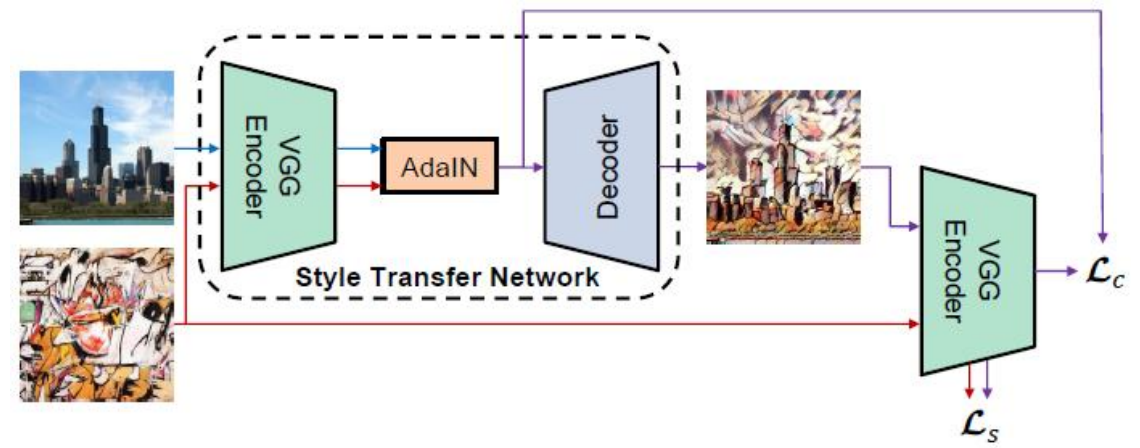 VGG
Encoder
AdaIN
Decoder
Style Transfer Network
VGG
Encoder
𝓛c
𝓛s